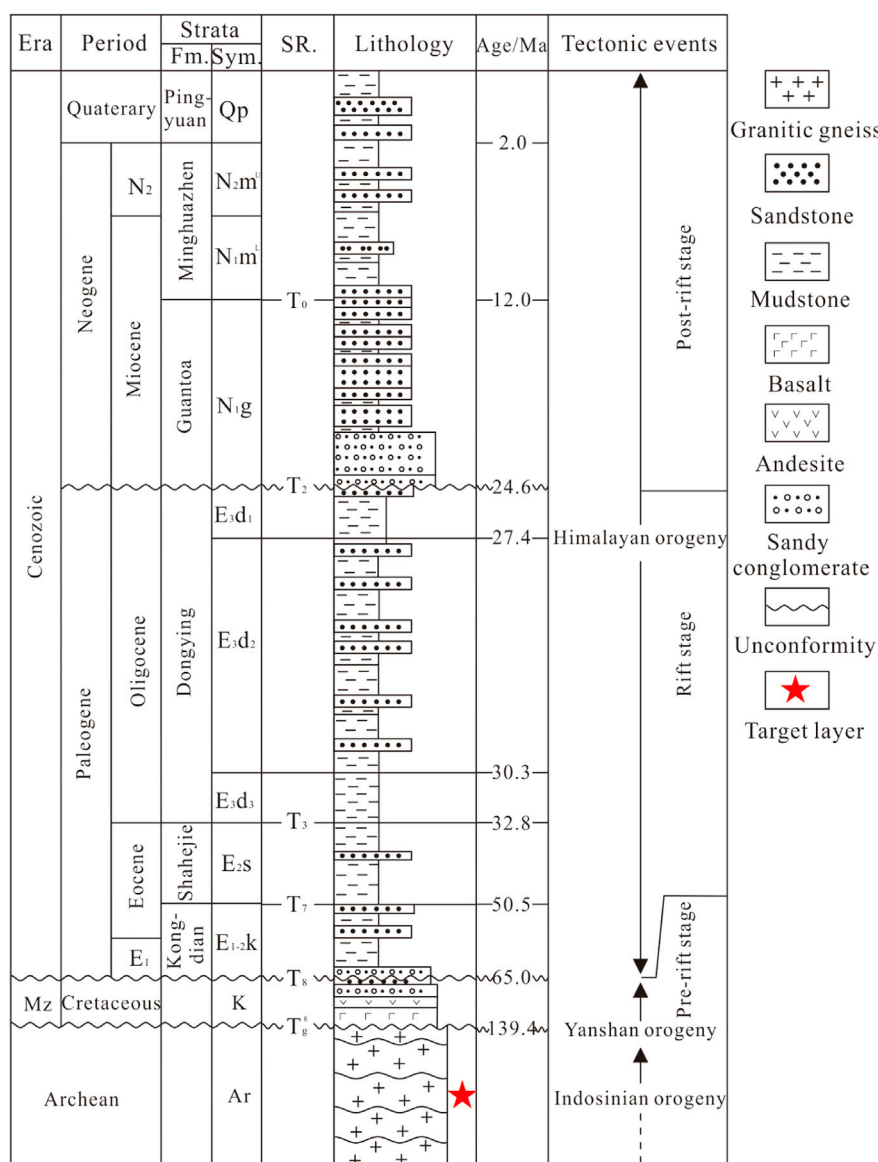 Era
Period
Strata
Fm.
Sym.
SR.
Lithology
Age/Ma
Tectonic events
Cenozoic
Quaterary
Ping-
yuan
Qp
2.0
Neogene
N2
Minghuazhen
N2mU
Miocene
N1mL
T0
12.0
Guantoa
N1g
Post-rift stage
T2
24.6
Paleogene
Oligocene
Dongying
E3d1
27.4
Himalayan orogeny
E3d2
Rift stage
30.3
E3d3
T3
32.8
Eocene
Shahejie
E2s
T7
50.5
Kong-
dian
E1-2k
E1
Pre-rift stage
T8
65.0
Mz
Cretaceous
K
Tg8
139.4
Yanshan orogeny
Archean
Ar
Indosinian orogeny
Granitic gneiss
Sandstone
Mudstone
Basalt
Andesite
Sandy
conglomerate
Unconformity
Target layer